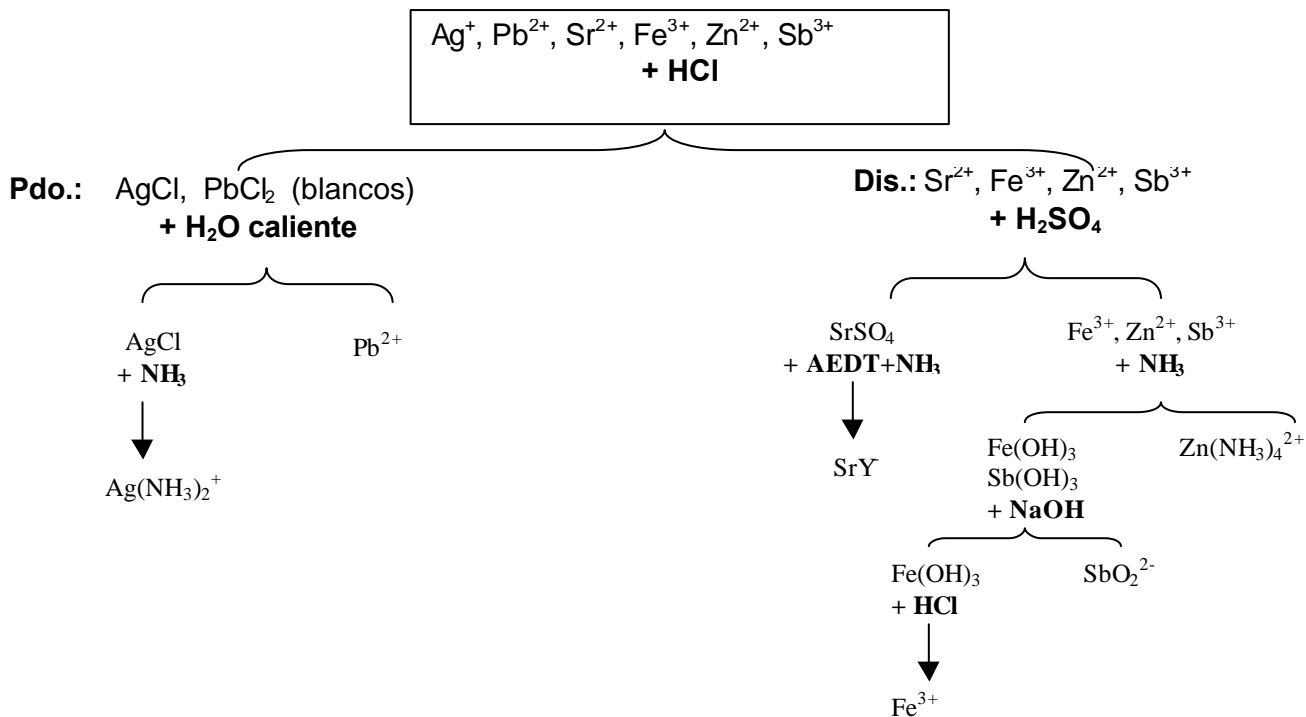 Ag⁺, Pb²⁺, Sr²⁺, Fe³⁺, Zn²⁺, Sb³⁺
+ HCl
Pdo.: AgCl, PbCl₂ (blancos)
+ H₂O caliente
Dis.: Sr²⁺, Fe³⁺, Zn²⁺, Sb³⁺
+ H₂SO₄
AgCl
+ NH₃
Pb²⁺
Ag(NH₃)₂⁺
SrSO₄
+ AEDT+NH₃
SrY⁻
Fe³⁺, Zn²⁺, Sb³⁺
+ NH₃
Fe(OH)₃
Sb(OH)₃
+ NaOH
Zn(NH₃)₄²⁺
Fe(OH)₃
+ HCl
SbO₂²⁻
Fe³⁺